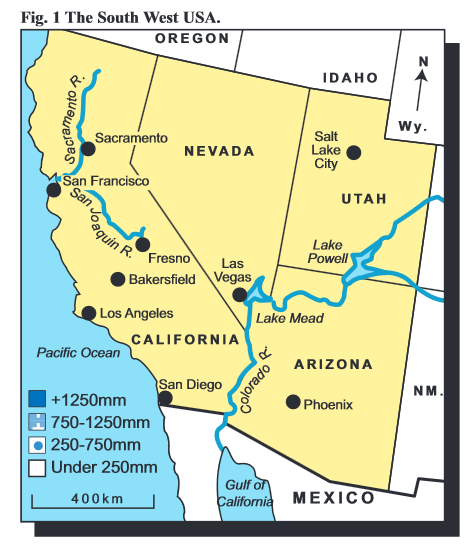 Fig. 1 The South West USA.
OREGON
IDAHO
N
Wy.
Sacramento R.
Sacramento
NEVADA
Salt
Lake
City
San Francisco
San Joaquin R.
UTAH
Fresno
Lake
Powell
Las
Vegas
Bakersfield
Los Angeles
Lake Mead
CALIFORNIA
Pacific Ocean
ARIZONA
Colorado R.
San Diego
NM.
Phoenix
+1250mm
750-1250mm
250-750mm
Under 250mm
400km
Gulf of
California
MEXICO